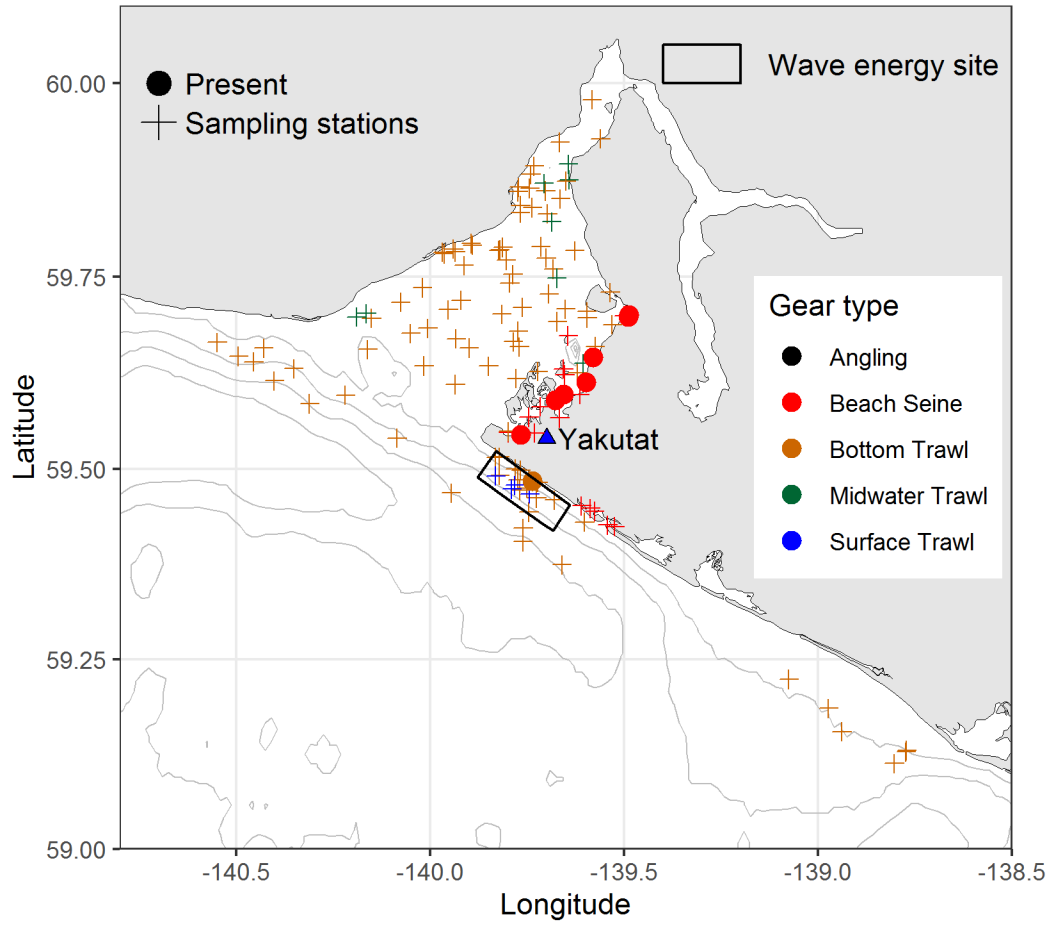 Present
Sampling stations
Wave energy site
60.00
59.75
59.50
59.25
59.00
Latitude
Yakutat
Gear type
Angling
Beach Seine
Bottom Trawl
Midwater Trawl
Surface Trawl
-140.5
-140.0
-139.5
-139.0
-138.5
Longitude